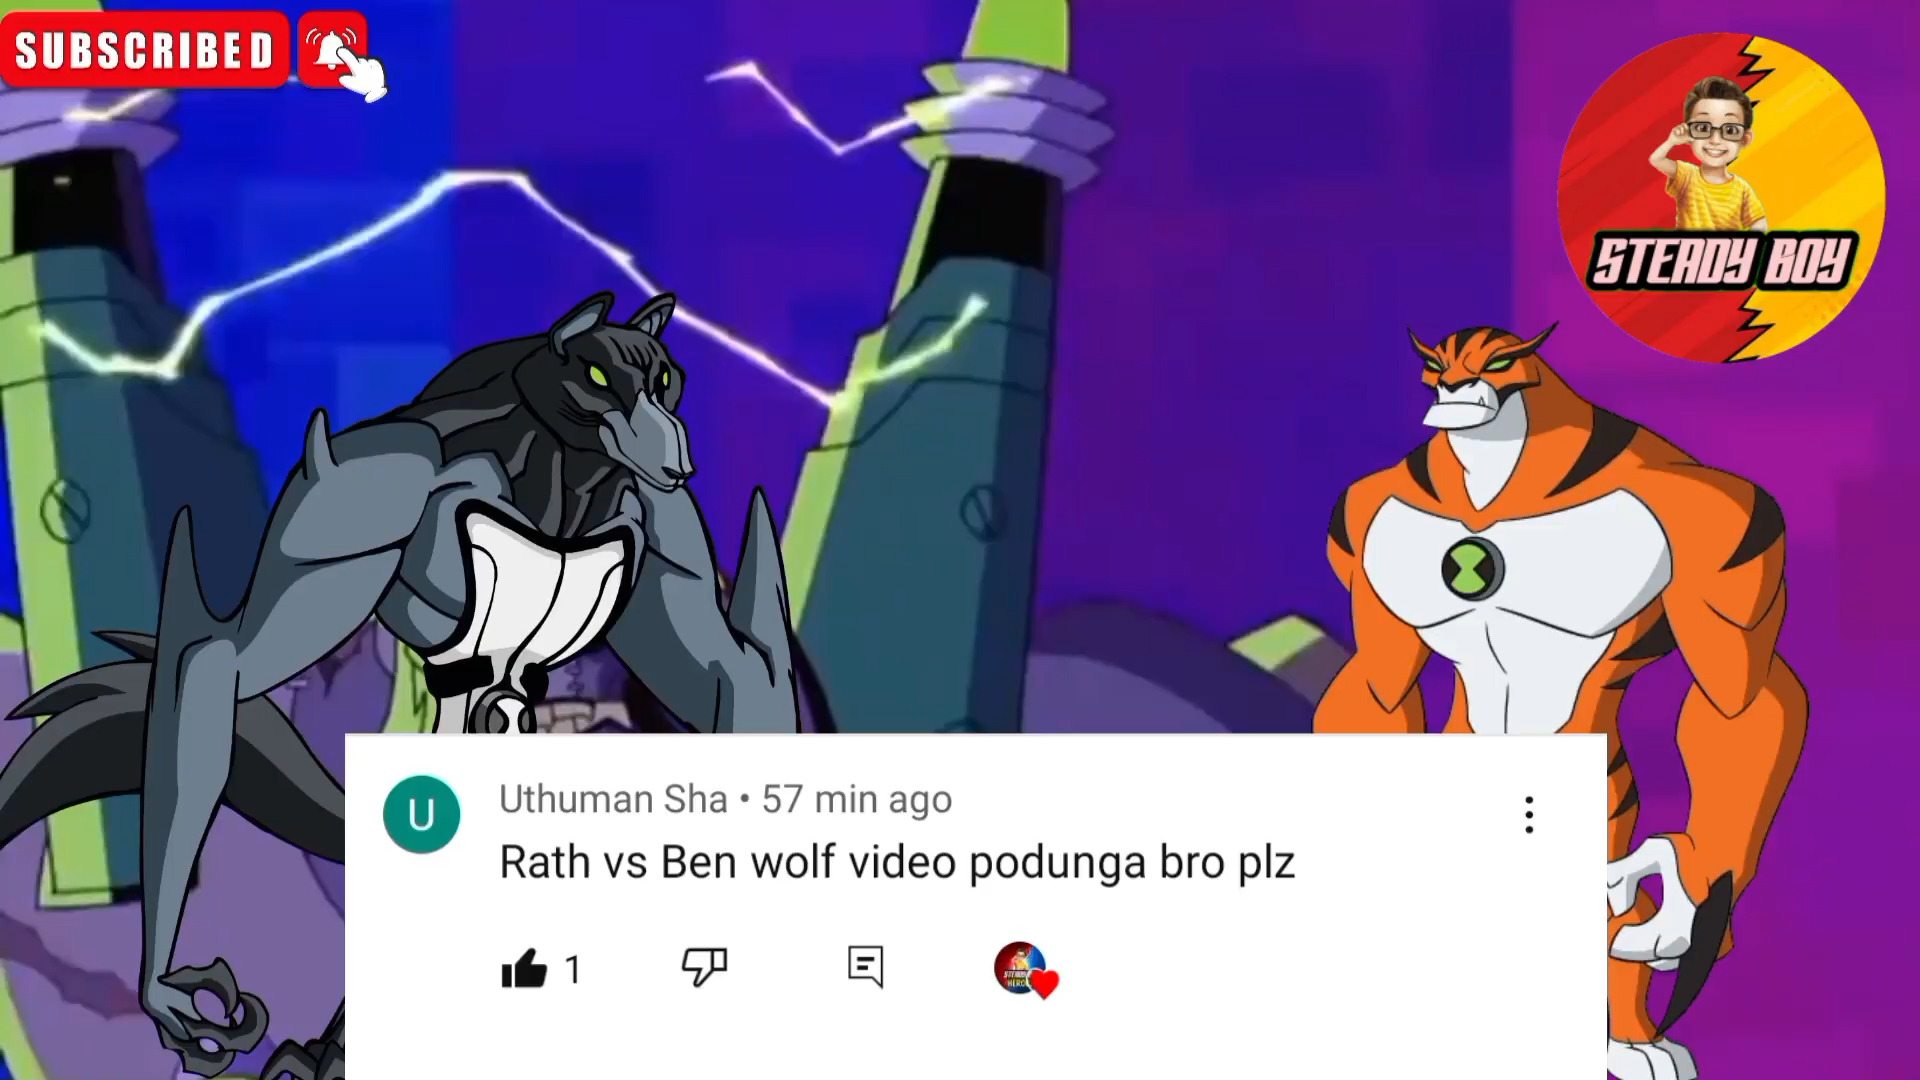 SUBSCRIBED
STEADY BOY
U
Uthuman Sha • 57 min ago
Rath vs Ben wolf video podunga bro plz
1